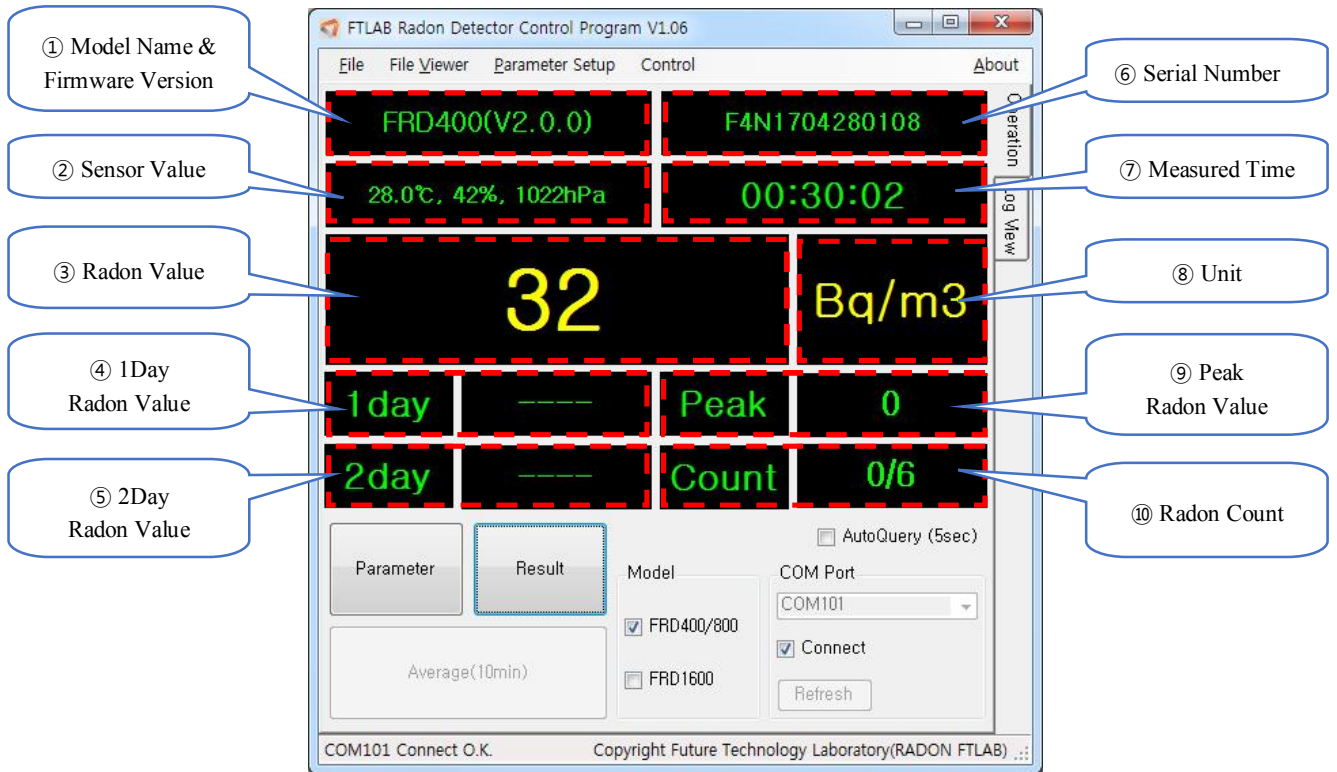 ① Model Name &
Firmware Version
② Sensor Value
③ Radon Value
④ 1Day
Radon Value
⑤ 2Day
Radon Value
FTLAB Radon Detector Control Program V1.06
File File Viewer Parameter Setup Control About
FRD400(V2.0.0) F4N1704280108
28.0℃, 42%, 1022hPa 00:30:02
32 Bq/m3
1day ---- Peak 0
2day ---- Count 0/6
Operation
Log View
AutoQuery (5sec)
Parameter Result
Model COM Port
COM101
FRD400/800
Connect
Average(10min)
FRD1600
Refresh
COM101 Connect O.K. Copyright Future Technology Laboratory(RADON FTLAB)
⑥ Serial Number
⑦ Measured Time
⑧ Unit
⑨ Peak
Radon Value
⑩ Radon Count